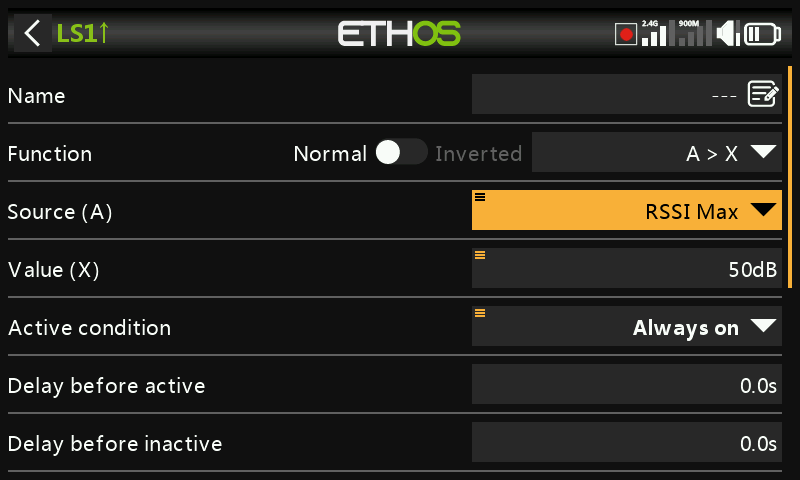 LS1↑ ETHOS 2.4G 900M
Name ---
Function Normal Inverted A > X
Source (A) RSSI Max
Value (X) 50dB
Active condition Always on
Delay before active 0.0s
Delay before inactive 0.0s